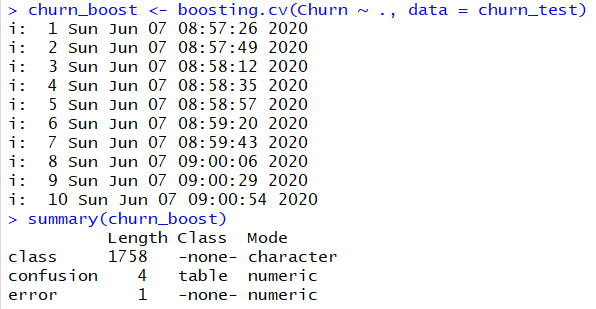 > churn_boost <- boosting.cv(Churn ~ ., data = churn_test)
i:  1 Sun Jun 07 08:57:26 2020
i:  2 Sun Jun 07 08:57:49 2020
i:  3 Sun Jun 07 08:58:12 2020
i:  4 Sun Jun 07 08:58:35 2020
i:  5 Sun Jun 07 08:58:57 2020
i:  6 Sun Jun 07 08:59:20 2020
i:  7 Sun Jun 07 08:59:43 2020
i:  8 Sun Jun 07 09:00:06 2020
i:  9 Sun Jun 07 09:00:29 2020
i:  10 Sun Jun 07 09:00:54 2020
> summary(churn_boost)
          Length Class  Mode
class     1758   -none- character
confusion    4   table  numeric
error        1   -none- numeric